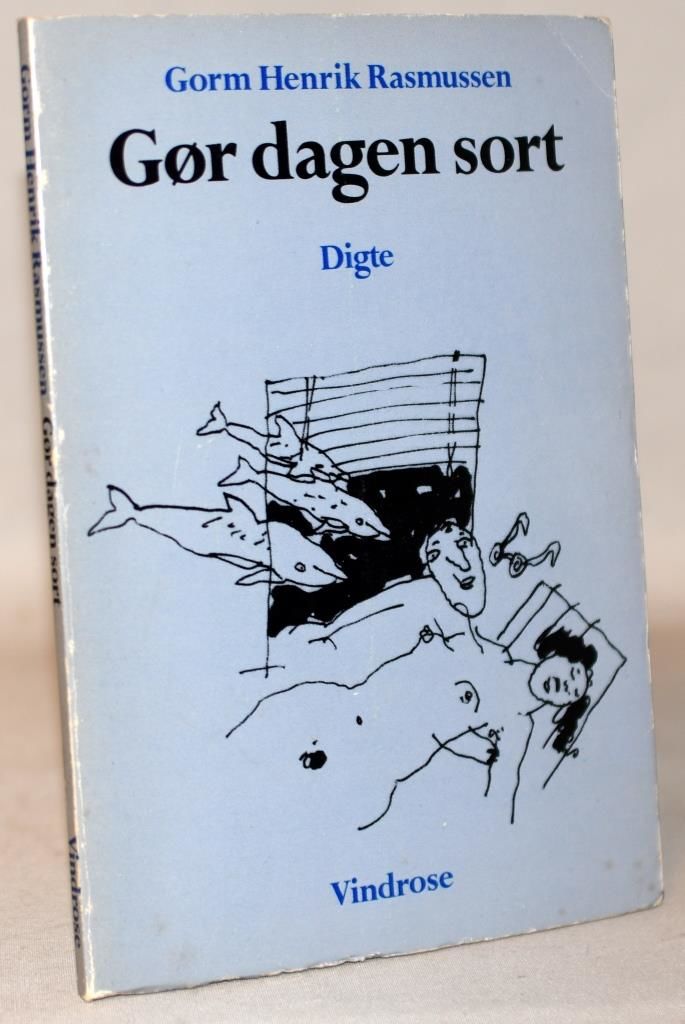 Gorm Henrik Rasmussen
Gør dagen sort
Digte
Vindrose
Gorm Henrik Rasmussen Gør dagen sort Vindrose